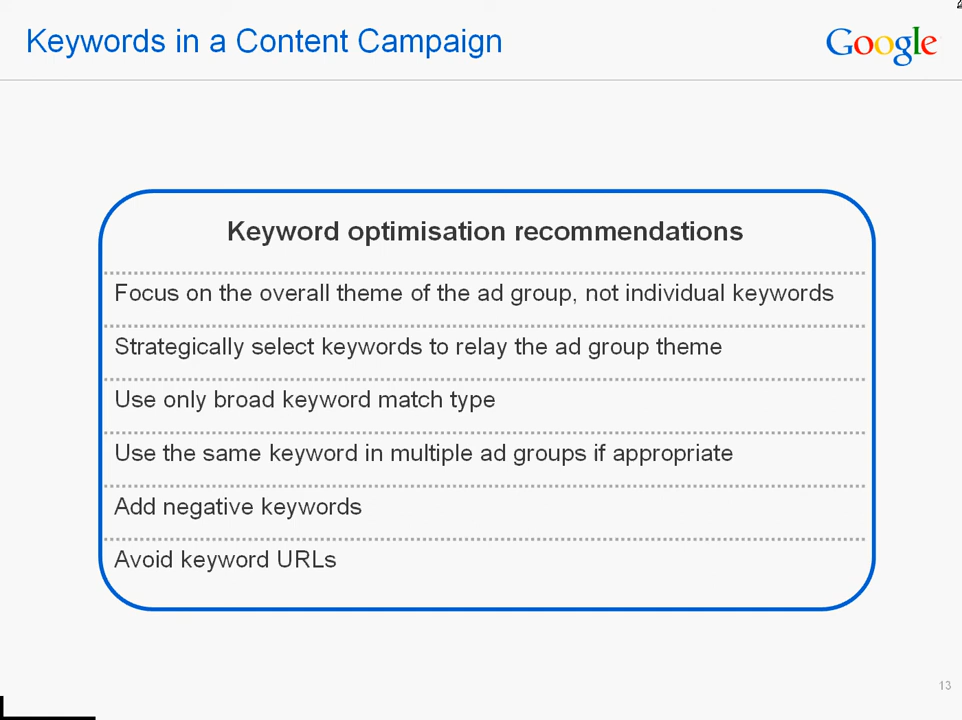 Keywords in a Content Campaign
Google
Keyword optimisation recommendations
Focus on the overall theme of the ad group, not individual keywords
Strategically select keywords to relay the ad group theme
Use only broad keyword match type
Use the same keyword in multiple ad groups if appropriate
Add negative keywords
Avoid keyword URLs
13